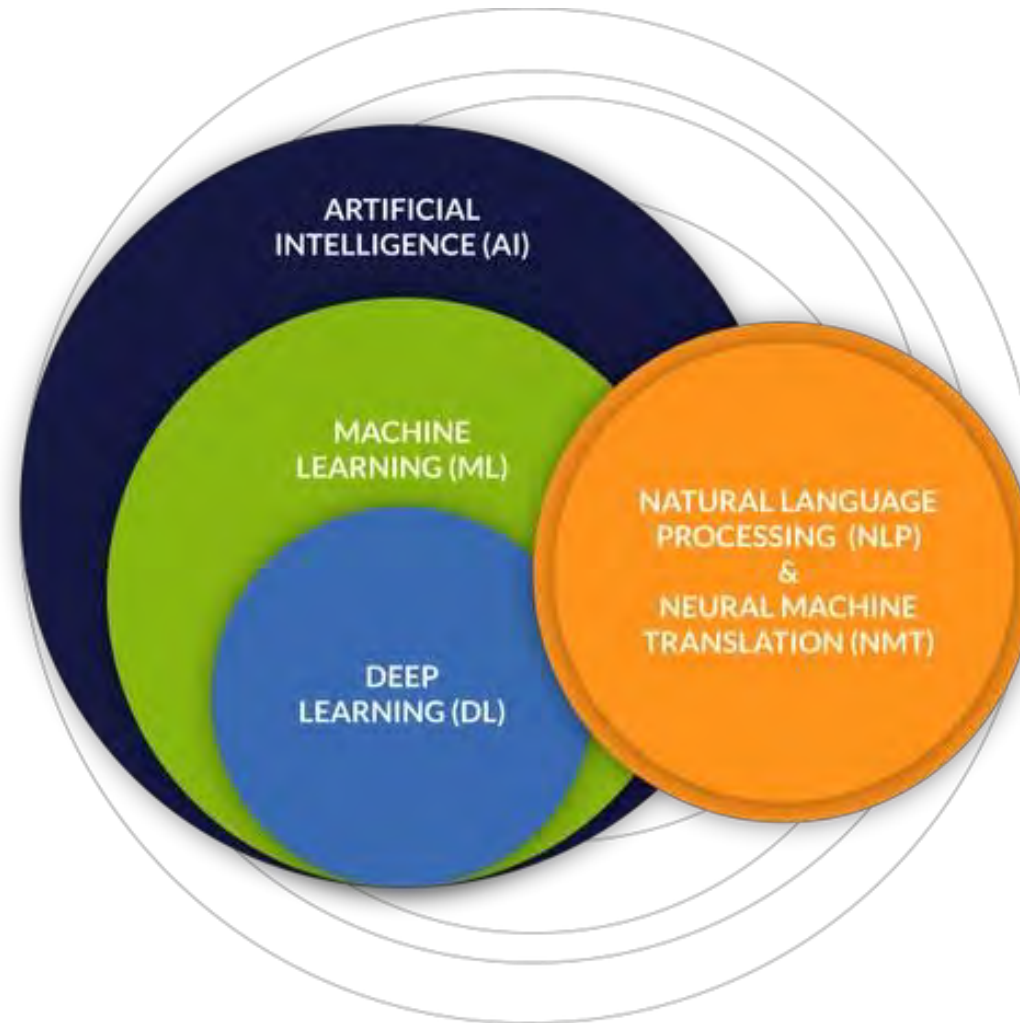 ARTIFICIAL
INTELLIGENCE (AI)
MACHINE
LEARNING (ML)
NATURAL LANGUAGE
PROCESSING (NLP)
&
NEURAL MACHINE
TRANSLATION (NMT)
DEEP
LEARNING (DL)